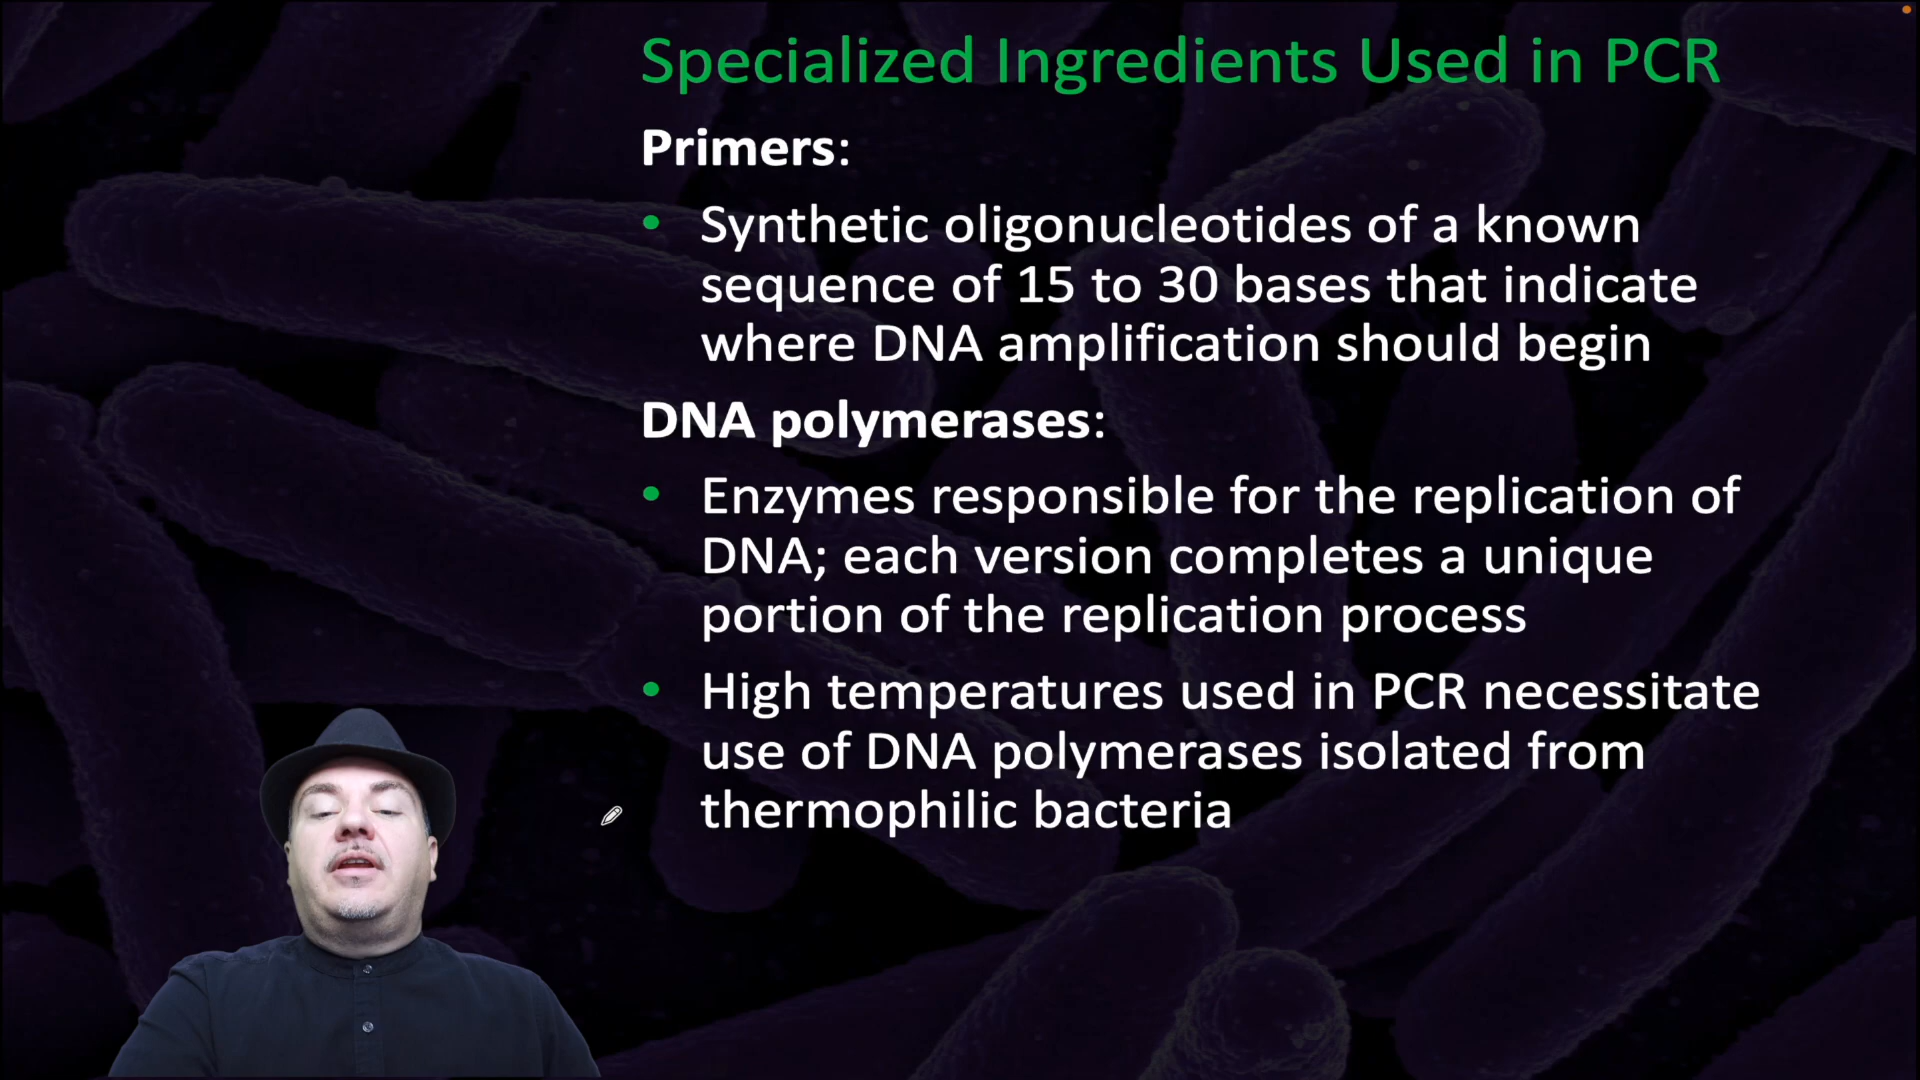 Specialized Ingredients Used in PCR
Primers:
• Synthetic oligonucleotides of a known
sequence of 15 to 30 bases that indicate
where DNA amplification should begin
DNA polymerases:
• Enzymes responsible for the replication of
DNA; each version completes a unique
portion of the replication process
• High temperatures used in PCR necessitate
use of DNA polymerases isolated from
thermophilic bacteria